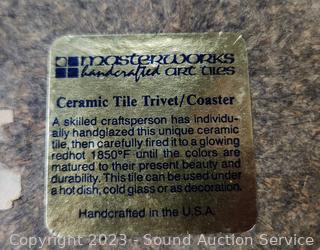 masterworks
handcrafted ART TILES
Ceramic Tile Trivet/Coaster
A skilled craftsperson has individu-
ally handglazed this unique ceramic
tile, then carefully fired it to a glowing
redhot 1850°F until the colors are
matured to their present beauty and
durability. This tile can be used under
a hot dish, cold glass or as decoration.
Handcrafted in the U.S.A.
Copyright 2023 - Sound Auction Service